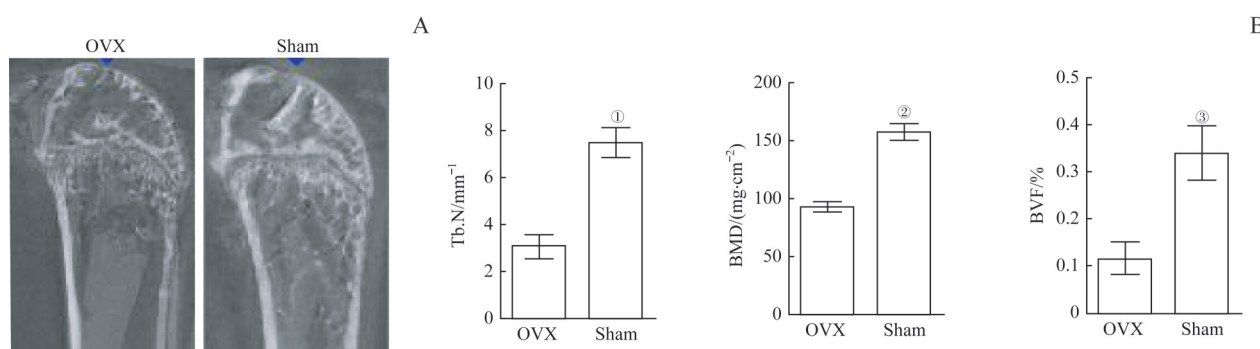 A
B
OVX
Sham
Tb.N/mm⁻¹
10
8
6
4
2
0
①
OVX
Sham
BMD/(mg·cm⁻²)
200
150
100
50
0
②
OVX
Sham
BVF/%
0.5
0.4
0.3
0.2
0.1
0
③
OVX
Sham